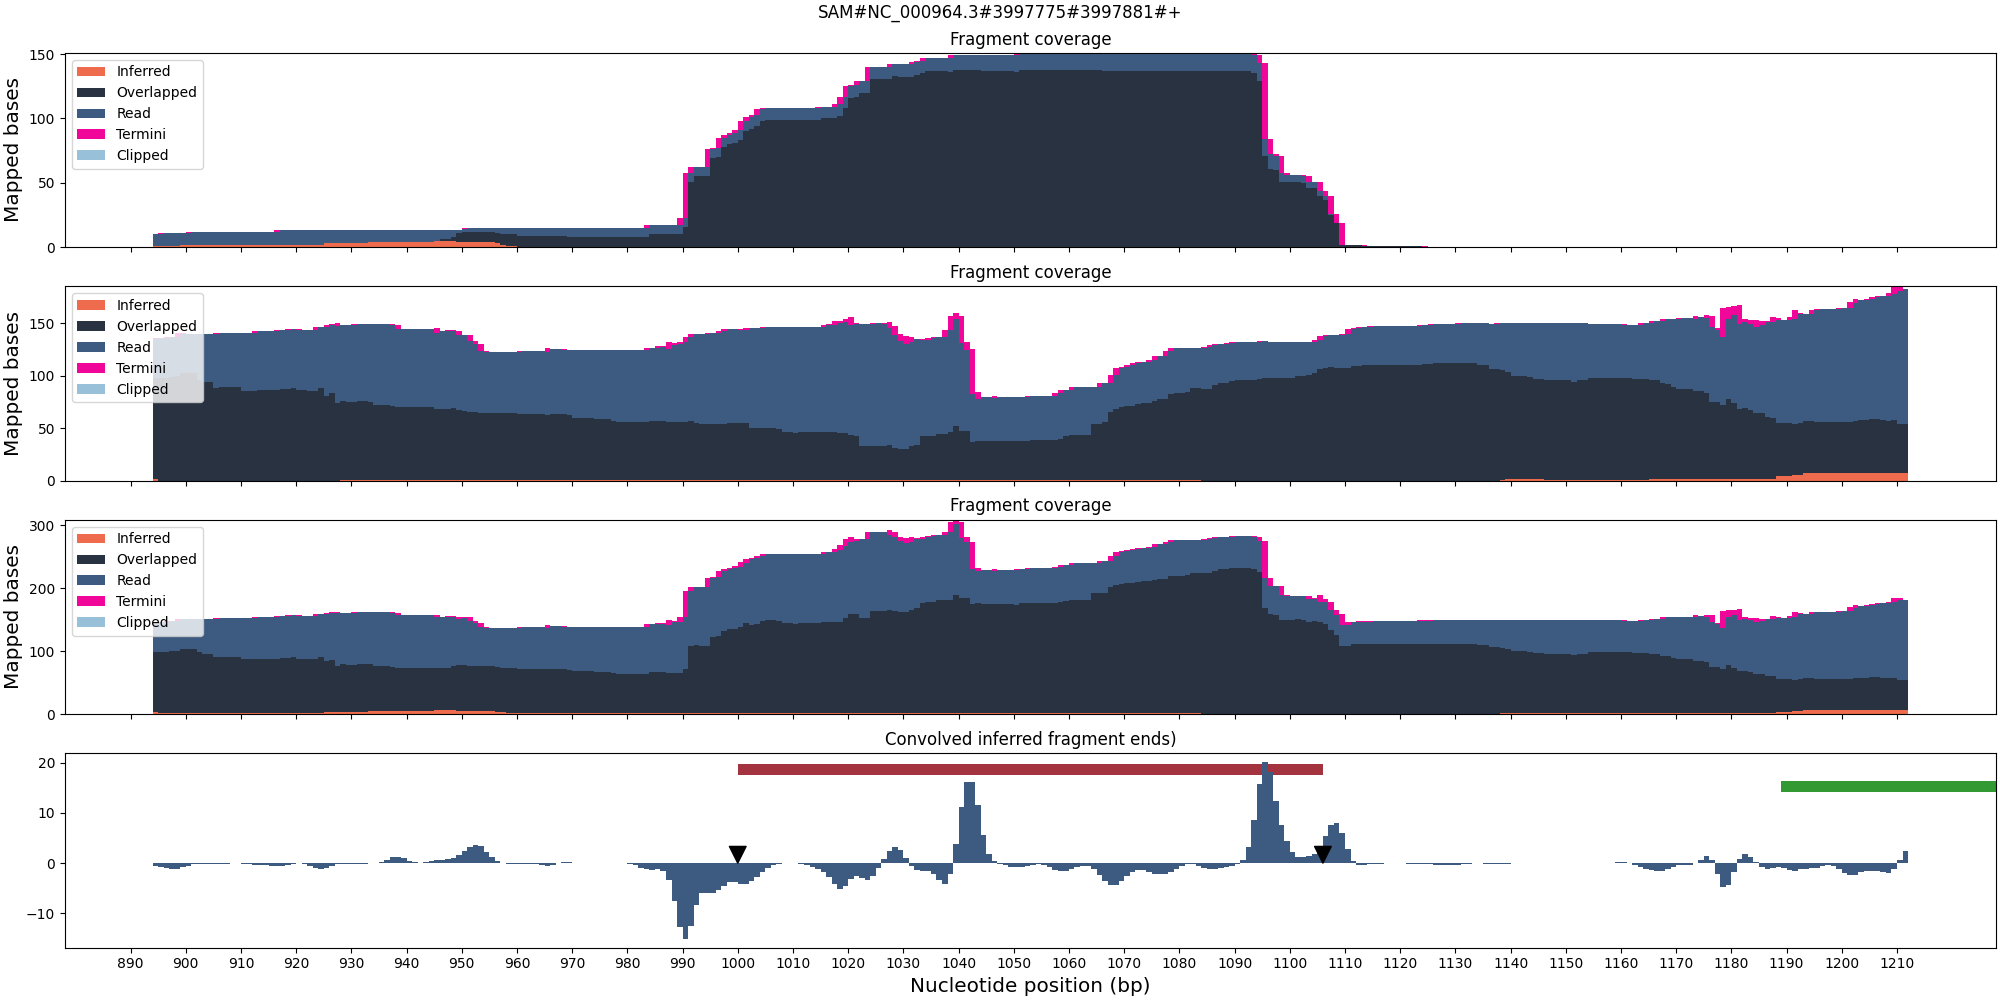 SAM#NC_000964.3#3997775#3997881#+
Fragment coverage
Mapped bases
150
100
50
0
Inferred
Overlapped
Read
Termini
Clipped
Fragment coverage
Mapped bases
150
100
50
0
Inferred
Overlapped
Read
Termini
Clipped
Fragment coverage
Mapped bases
300
200
100
0
Inferred
Overlapped
Read
Termini
Clipped
Convolved inferred fragment ends)
20
10
0
−10
890 900 910 920 930 940 950 960 970 980 990 1000 1010 1020 1030 1040 1050 1060 1070 1080 1090 1100 1110 1120 1130 1140 1150 1160 1170 1180 1190 1200 1210
Nucleotide position (bp)